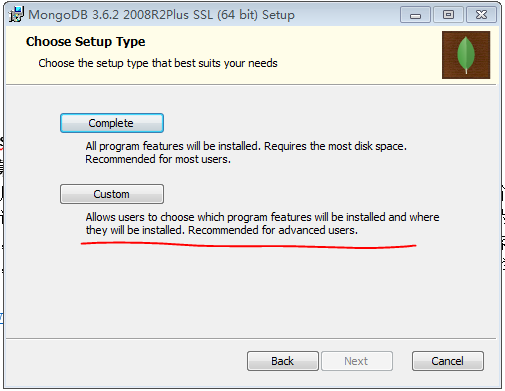 MongoDB 3.6.2 2008R2Plus SSL (64 bit) Setup
Choose Setup Type
Choose the setup type that best suits your needs
Complete
All program features will be installed. Requires the most disk space.
Recommended for most users.
Custom
Allows users to choose which program features will be installed and where
they will be installed. Recommended for advanced users.
Back
Next
Cancel